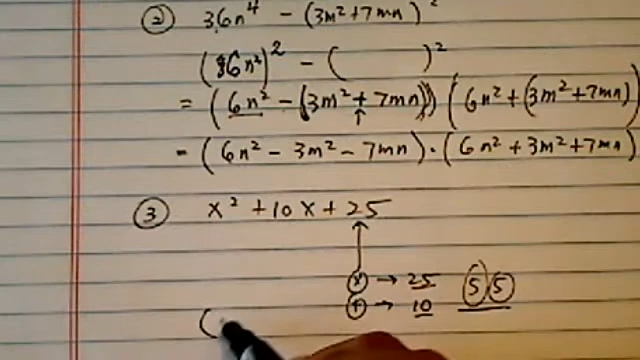 ② 36n⁴ - (3m²+7mn)²
(6n²)² - ( )²
= (6n² - (3m² + 7mn)) (6n² + (3m² + 7mn)
= (6n² - 3m² - 7mn) · (6n² + 3m² + 7mn)
③ x² + 10x + 25
x → 25 5 5
+ → 10
(